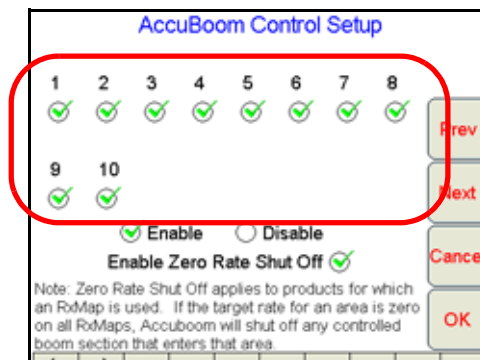 AccuBoom Control Setup
1 2 3 4 5 6 7 8
Prev
9 10
Next
Enable Disable
Enable Zero Rate Shut Off
Cance
Note: Zero Rate Shut Off applies to products for which
an RxMap is used. If the target rate for an area is zero
on all RxMaps, Accuboom will shut off any controlled
boom section that enters that area.
OK